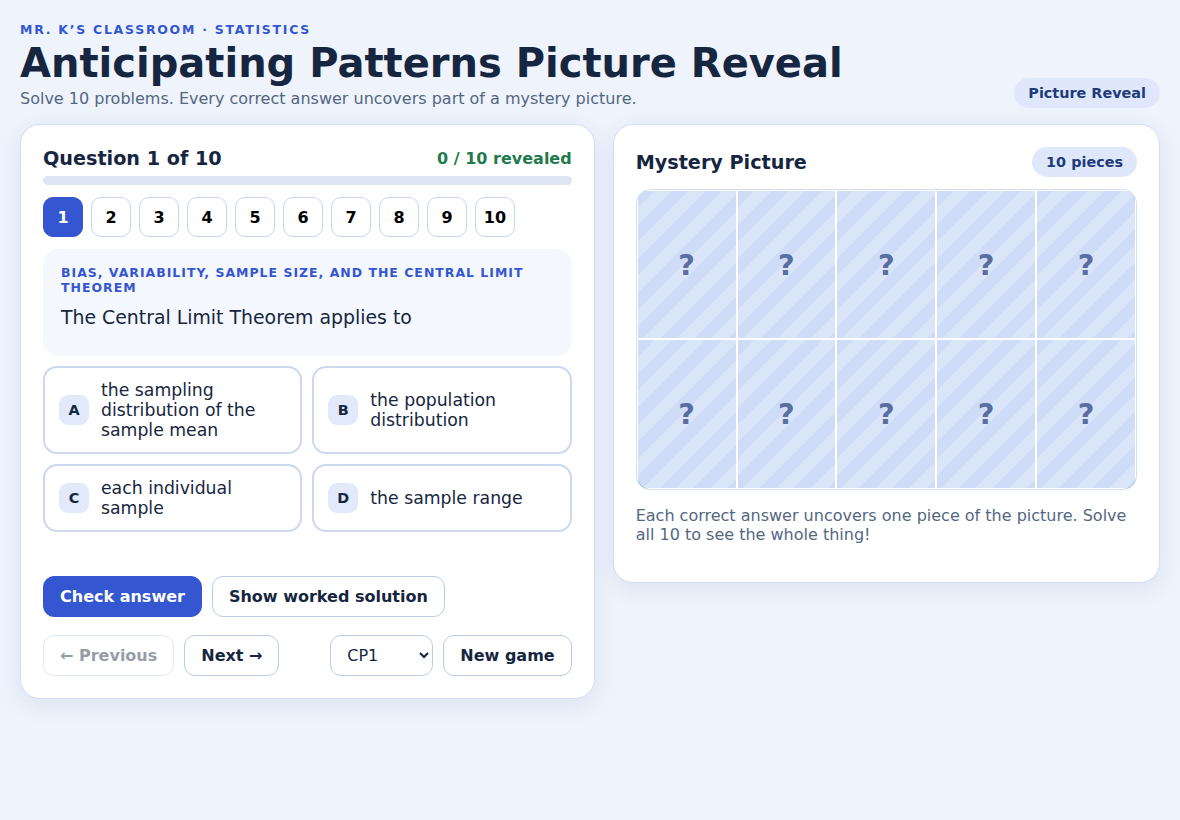 MR. K’S CLASSROOM · STATISTICS
Anticipating Patterns Picture Reveal
Solve 10 problems. Every correct answer uncovers part of a mystery picture.
Picture Reveal
Question 1 of 10
0 / 10 revealed
1 2 3 4 5 6 7 8 9 10
BIAS, VARIABILITY, SAMPLE SIZE, AND THE CENTRAL LIMIT
THEOREM
The Central Limit Theorem applies to
A
the sampling
distribution of the
sample mean
B
the population
distribution
C
each individual
sample
D
the sample range
Check answer
Show worked solution
← Previous
Next →
CP1
New game
Mystery Picture
10 pieces
? ? ? ? ?
? ? ? ? ?
Each correct answer uncovers one piece of the picture. Solve
all 10 to see the whole thing!